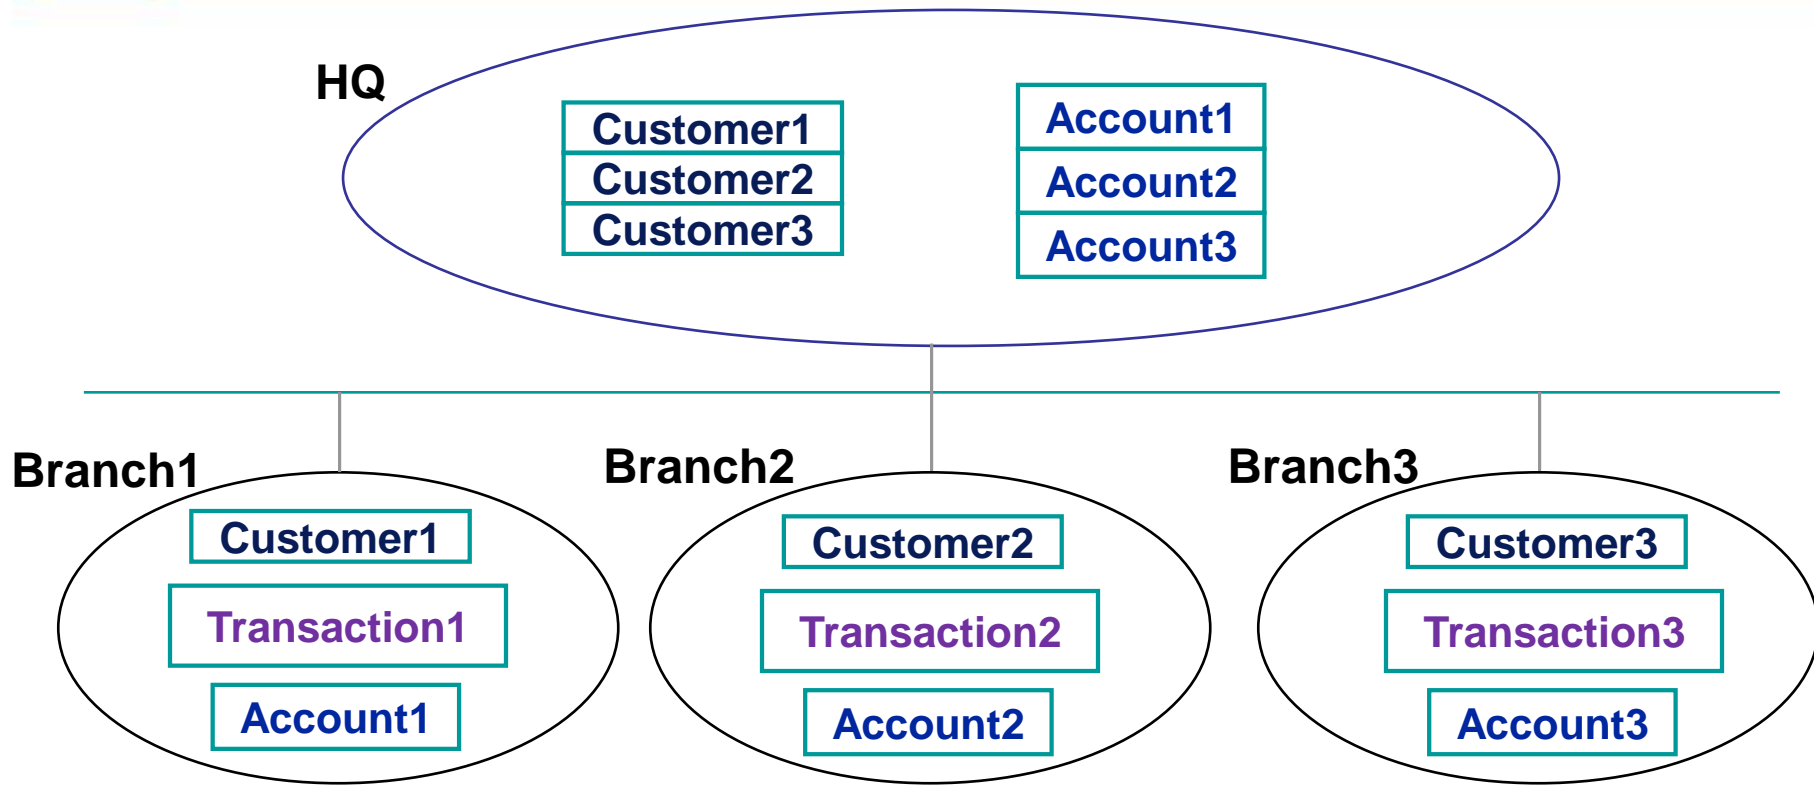 HQ
Customer1
Customer2
Customer3
Account1
Account2
Account3
Branch1
Customer1
Transaction1
Account1
Branch2
Customer2
Transaction2
Account2
Branch3
Customer3
Transaction3
Account3